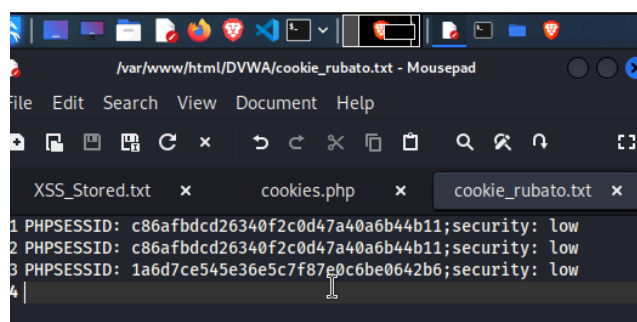 /var/www/html/DVWA/cookie_rubato.txt - Mousepad
File Edit Search View Document Help
XSS_Stored.txt × cookies.php × cookie_rubato.txt ×
1 PHPSESSID: c86afbdcd26340f2c0d47a40a6b44b11;security: low
2 PHPSESSID: c86afbdcd26340f2c0d47a40a6b44b11;security: low
3 PHPSESSID: 1a6d7ce545e36e5c7f87e0c6be0642b6;security: low
4